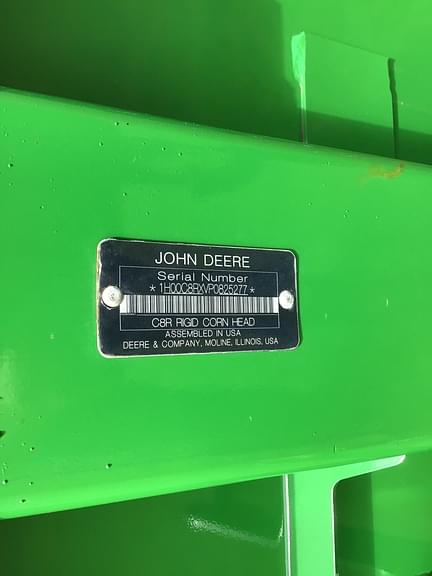 JOHN DEERE
Serial Number
*1H00C8RXVP0825277*
C8R RIGID CORN HEAD
ASSEMBLED IN USA
DEERE & COMPANY, MOLINE, ILLINOIS, USA